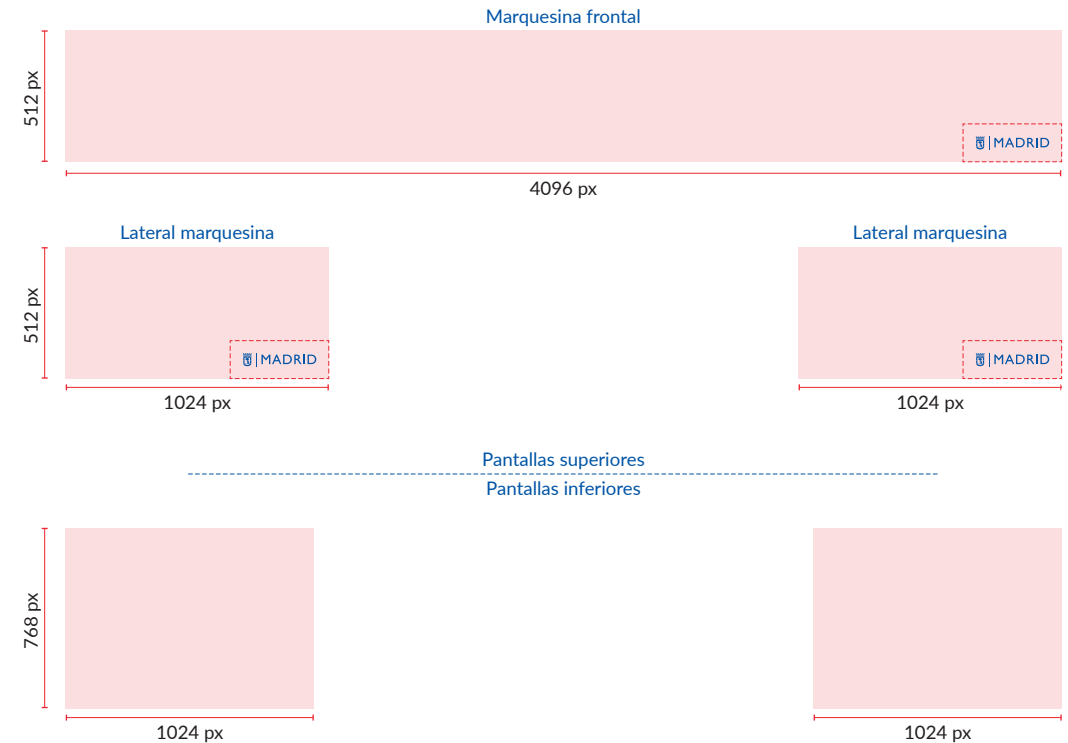 Marquesina frontal
512 px
MADRID
4096 px
Lateral marquesina
Lateral marquesina
512 px
MADRID
MADRID
1024 px
1024 px
Pantallas superiores
Pantallas inferiores
768 px
1024 px
1024 px